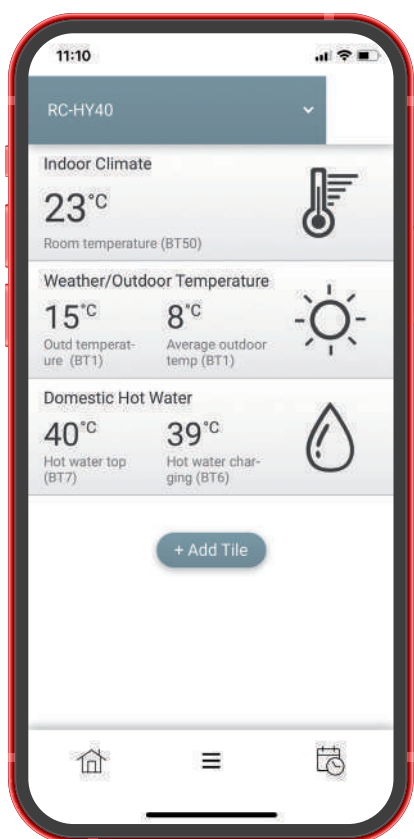 11:10
RC-HY40
Indoor Climate
23°C
Room temperature (BT50)
Weather/Outdoor Temperature
15°C 8°C
Outd temperat- Average outdoor
ure (BT1) temp (BT1)
Domestic Hot Water
40°C 39°C
Hot water top Hot water char-
(BT7) ging (BT6)
+ Add Tile